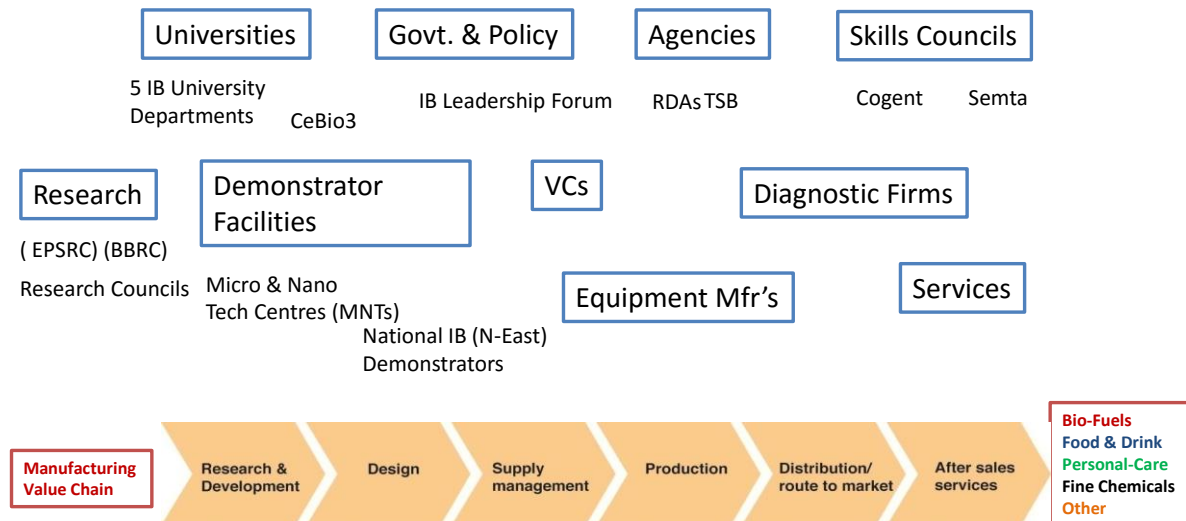 Universities
Govt. & Policy
Agencies
Skills Councils
5 IB University
Departments
CeBio3
IB Leadership Forum
RDAs TSB
Cogent
Semta
Research
Demonstrator
Facilities
VCs
Diagnostic Firms
( EPSRC) (BBRC)
Research Councils
Micro & Nano
Tech Centres (MNTs)
Equipment Mfr's
Services
National IB (N-East)
Demonstrators
Manufacturing
Value Chain
Research &
Development
Design
Supply
management
Production
Distribution/
route to market
After sales
services
Bio-Fuels
Food & Drink
Personal-Care
Fine Chemicals
Other